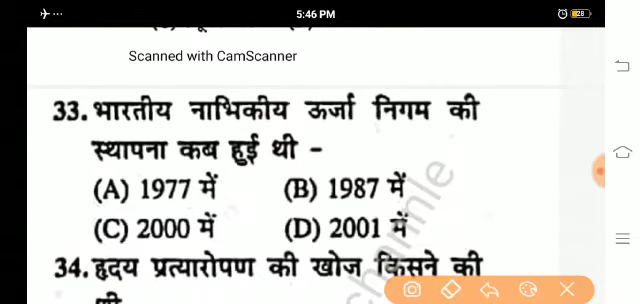 5:46 PM
28
Scanned with CamScanner
33. भारतीय नाभिकीय ऊर्जा निगम की
स्थापना कब हुई थी -
(A) 1977 में (B) 1987 में
(C) 2000 में (D) 2001 में
34. हृदय प्रत्यारोपण की खोज किसने की